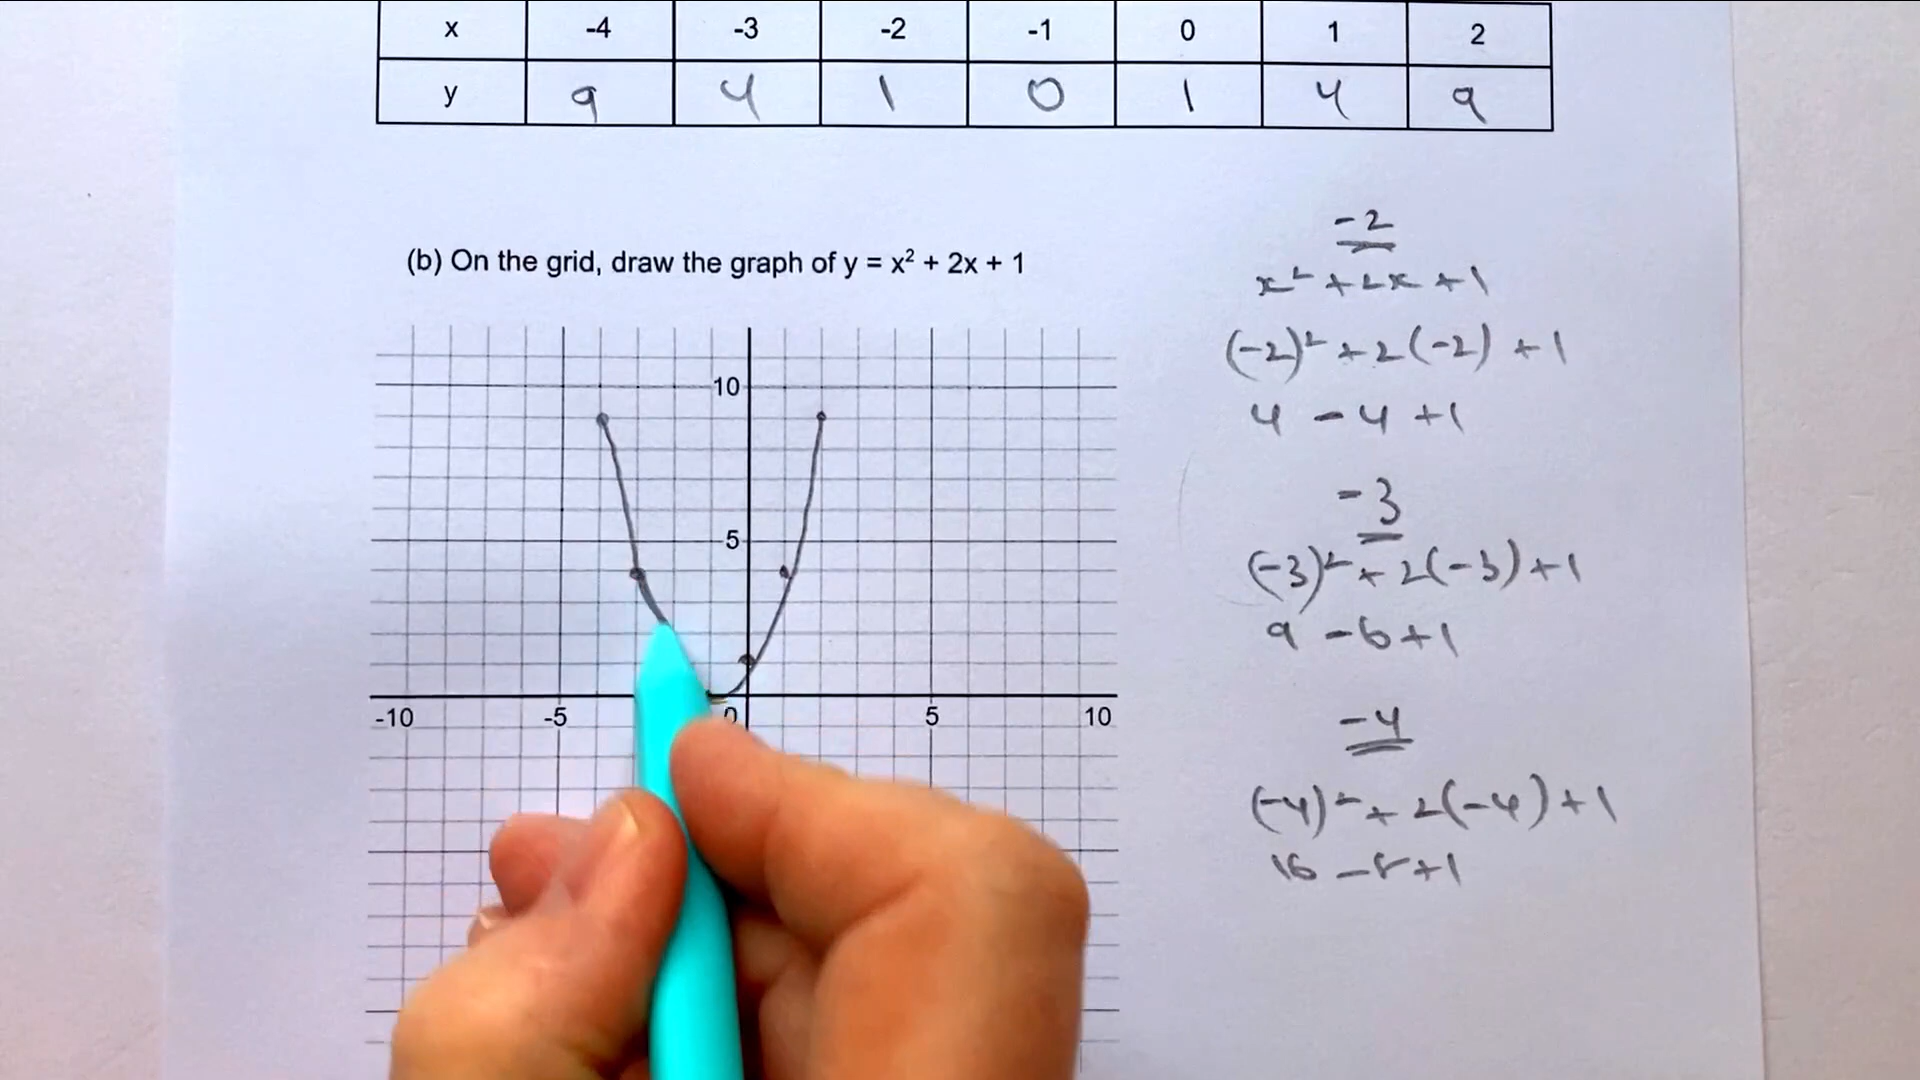 x -4 -3 -2 -1 0 1 2
y 9 4 1 0 1 4 9
(b) On the grid, draw the graph of y = x² + 2x + 1
10
5
-10 -5 0 5 10
-2
x² + 2x + 1
(-2)² + 2(-2) + 1
4 - 4 + 1
-3
(-3)² + 2(-3) + 1
9 - 6 + 1
-4
(-4)² + 2(-4) + 1
16 - 8 + 1